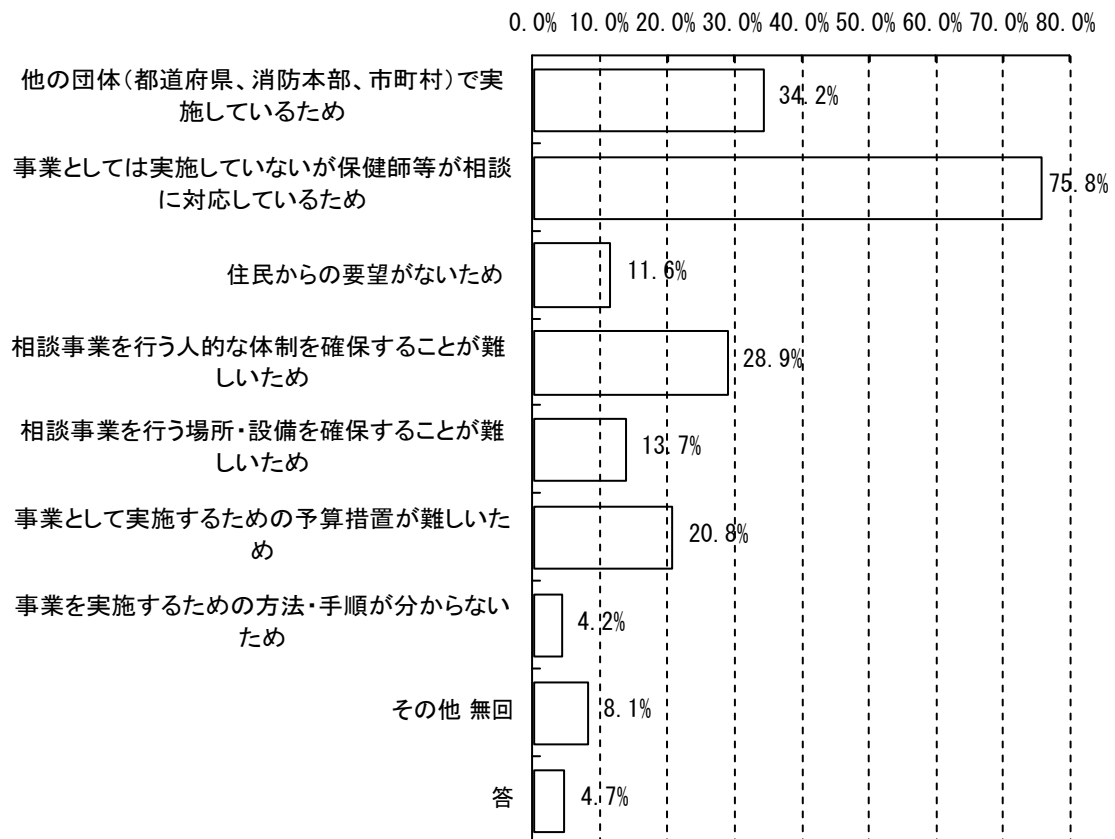 0.0% 10.0% 20.0% 30.0% 40.0% 50.0% 60.0% 70.0% 80.0%
他の団体(都道府県、消防本部、市町村)で実
施しているため
34.2%
事業としては実施していないが保健師等が相談
に対応しているため
75.8%
住民からの要望がないため
11.6%
相談事業を行う人的な体制を確保することが難
しいため
28.9%
相談事業を行う場所・設備を確保することが難
しいため
13.7%
事業として実施するための予算措置が難しいた
め
20.8%
事業を実施するための方法・手順が分からない
ため
4.2%
その他 無回
8.1%
答
4.7%